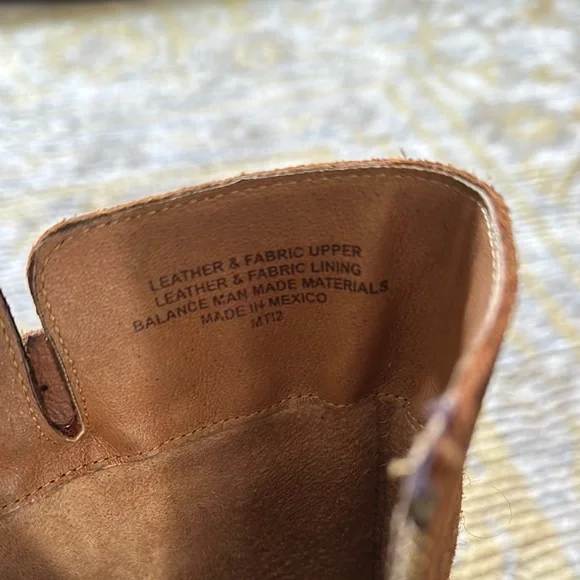 LEATHER & FABRIC UPPER
LEATHER & FABRIC LINING
BALANCE MAN MADE MATERIALS
MADE IN MEXICO
MT12